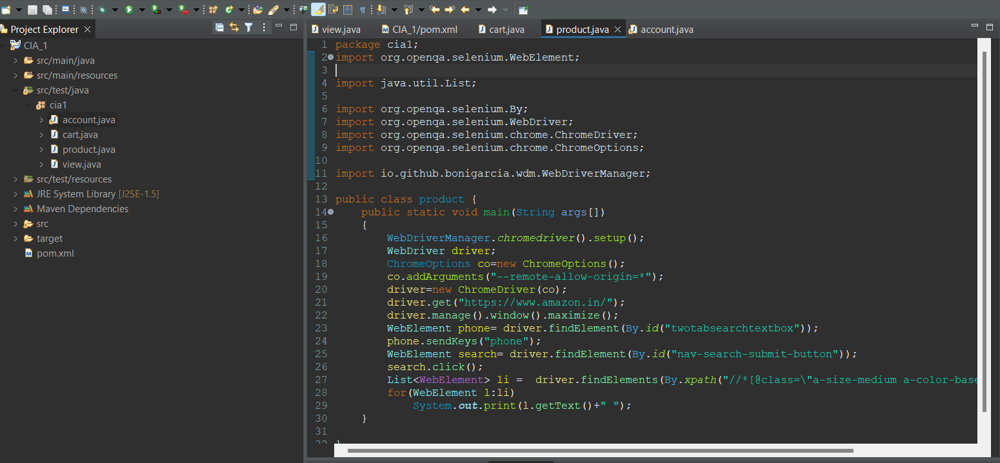 Project Explorer
CIA_1
src/main/java
src/main/resources
src/test/java
cia1
account.java
cart.java
product.java
view.java
src/test/resources
JRE System Library [J2SE-1.5]
Maven Dependencies
src
target
pom.xml
view.java CIA_1/pom.xml cart.java product.java account.java
1 package cia1;
2 import org.openqa.selenium.WebElement;
3
4 import java.util.List;
5
6 import org.openqa.selenium.By;
7 import org.openqa.selenium.WebDriver;
8 import org.openqa.selenium.chrome.ChromeDriver;
9 import org.openqa.selenium.chrome.ChromeOptions;
10
11 import io.github.bonigarcia.wdm.WebDriverManager;
12
13 public class product {
14 public static void main(String args[])
15 {
16 WebDriverManager.chromedriver().setup();
17 WebDriver driver;
18 ChromeOptions co=new ChromeOptions();
19 co.addArguments("--remote-allow-origin=*");
20 driver=new ChromeDriver(co);
21 driver.get("https://www.amazon.in/");
22 driver.manage().window().maximize();
23 WebElement phone= driver.findElement(By.id("twotabsearchtextbox"));
24 phone.sendKeys("phone");
25 WebElement search= driver.findElement(By.id("nav-search-submit-button"));
26 search.click();
27 List<WebElement> li = driver.findElements(By.xpath("//*[@class=\"a-size-medium a-color-base
28 for(WebElement l:li)
29 System.out.print(l.getText()+" ");
30 }
31